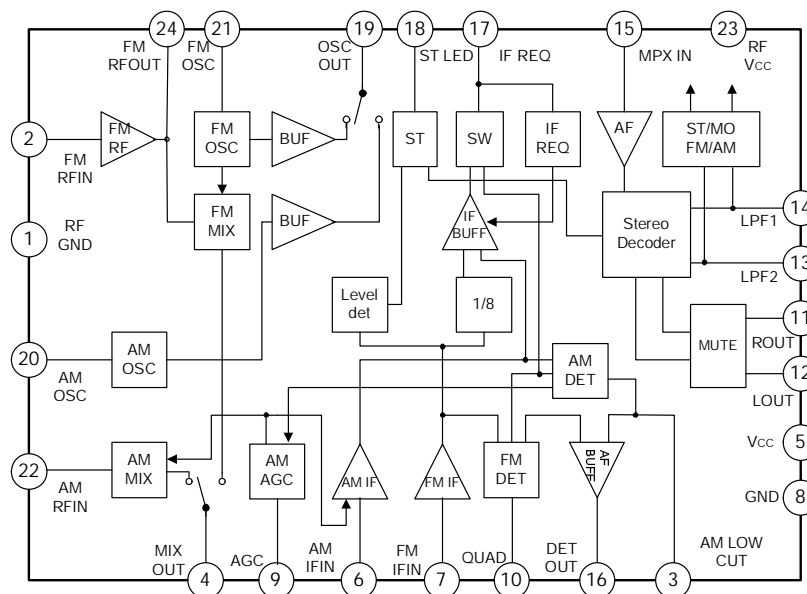 24
21
19
18
17
15
23
FM
RFOUT
FM
OSC
OSC
OUT
ST LED
IF REQ
MPX IN
RF
Vcc
2
FM
RF
FM
OSC
BUF
ST
SW
IF
REQ
AF
ST/MO
FM/AM
FM
RFIN
1
RF
GND
FM
MIX
BUF
IF
BUFF
Stereo
Decoder
14
LPF1
13
LPF2
Level
det
1/8
11
ROUT
MUTE
20
AM
OSC
AM
OSC
AM
DET
12
LOUT
5
Vcc
22
AM
RFIN
AM
MIX
AM
AGC
AM IF
FM IF
FM
DET
AF
BUFF
8
GND
MIX
OUT
AGC
AM
IFIN
FM
IFIN
QUAD
DET
OUT
AM LOW
CUT
4
9
6
7
10
16
3